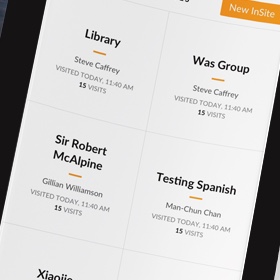 New InSite
Library
Steve Caffrey
VISITED TODAY, 11:40 AM
15 VISITS
Was Group
Steve Caffrey
VISITED TODAY, 11:40 AM
15 VISITS
Sir Robert
McAlpine
Gillian Williamson
VISITED TODAY, 11:40 AM
15 VISITS
Testing Spanish
Man-Chun Chan
VISITED TODAY, 11:40 AM
15 VISITS